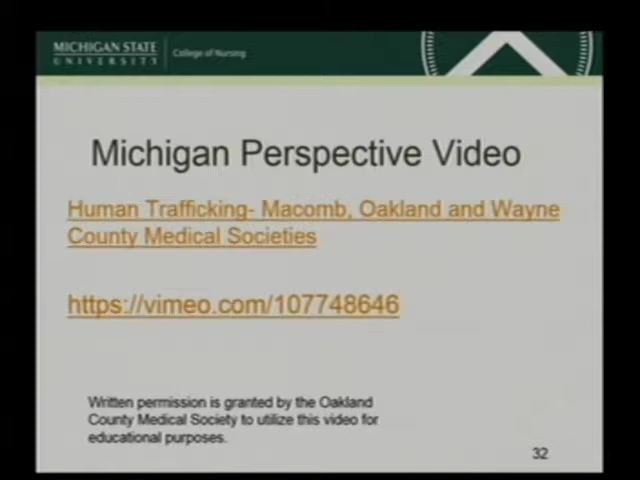 MICHIGAN STATE
UNIVERSITY
College of Nursing
Michigan Perspective Video
Human Trafficking- Macomb, Oakland and Wayne
County Medical Societies
https://vimeo.com/107748646
Written permission is granted by the Oakland
County Medical Society to utilize this video for
educational purposes.
32